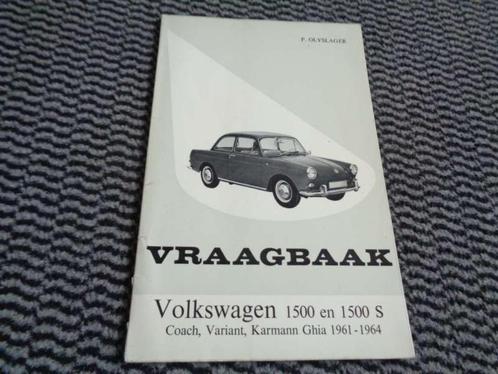 P. OLYSLAGER
VRAAGBAAK
Volkswagen 1500 en 1500 S
Coach, Variant, Karmann Ghia 1961-1964